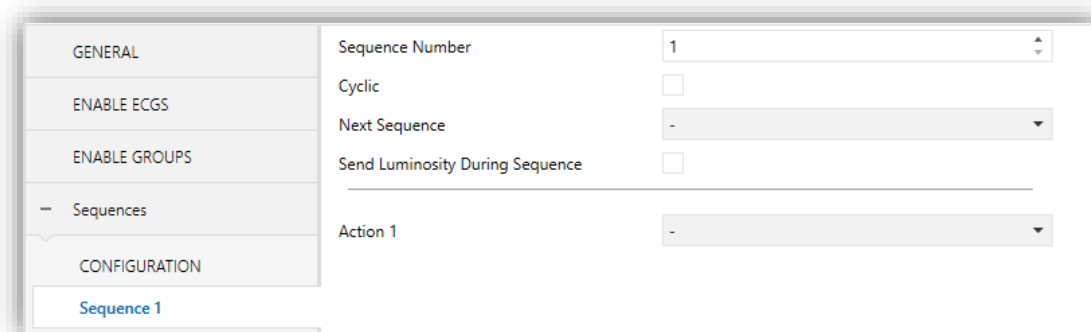 GENERAL
ENABLE ECGS
ENABLE GROUPS
− Sequences
CONFIGURATION
Sequence 1
Sequence Number 1
Cyclic
Next Sequence -
Send Luminosity During Sequence
Action 1 -